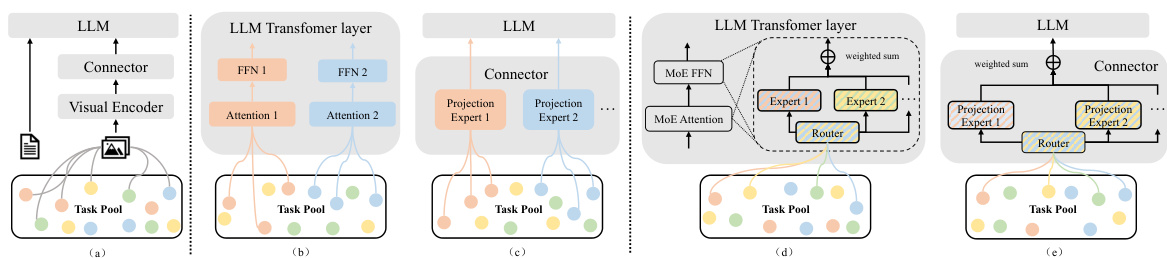 LLM
Connector
Visual Encoder
Task Pool
(a)
LLM Transfomer layer
FFN 1
FFN 2
Attention 1
Attention 2
Task Pool
(b)
LLM
Connector
Projection
Expert 1
Projection
Expert 2
...
Task Pool
(c)
LLM Transfomer layer
MoE FFN
MoE Attention
weighted sum
Expert 1
Expert 2
...
Router
Task Pool
(d)
LLM
weighted sum
Connector
Projection
Expert 1
Projection
Expert 2
...
Router
Task Pool
(e)